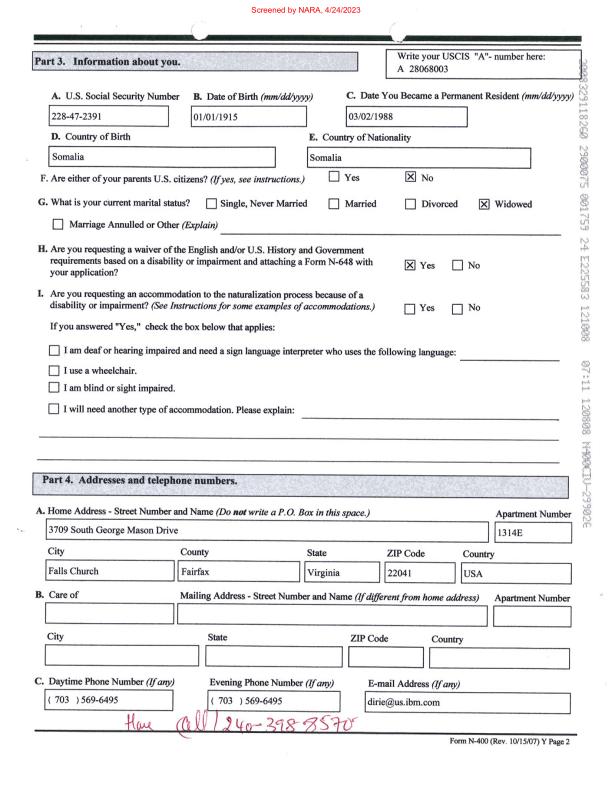 Screened by NARA, 4/24/2023
Part 3. Information about you.
Write your USCIS "A"- number here:
A 28068003
A. U.S. Social Security Number B. Date of Birth (mm/dd/yyyy) C. Date You Became a Permanent Resident (mm/dd/yyyy)
228-47-2391 01/01/1915 03/02/1988
D. Country of Birth E. Country of Nationality
Somalia Somalia
F. Are either of your parents U.S. citizens? (If yes, see instructions.) Yes X No
G. What is your current marital status? Single, Never Married Married Divorced X Widowed
Marriage Annulled or Other (Explain)
H. Are you requesting a waiver of the English and/or U.S. History and Government
requirements based on a disability or impairment and attaching a Form N-648 with
your application? X Yes No
I. Are you requesting an accommodation to the naturalization process because of a
disability or impairment? (See Instructions for some examples of accommodations.) Yes No
If you answered "Yes," check the box below that applies:
I am deaf or hearing impaired and need a sign language interpreter who uses the following language:
I use a wheelchair.
I am blind or sight impaired.
I will need another type of accommodation. Please explain:
Part 4. Addresses and telephone numbers.
A. Home Address - Street Number and Name (Do not write a P.O. Box in this space.) Apartment Number
3709 South George Mason Drive 1314E
City County State ZIP Code Country
Falls Church Fairfax Virginia 22041 USA
B. Care of Mailing Address - Street Number and Name (If different from home address) Apartment Number
City State ZIP Code Country
C. Daytime Phone Number (If any) Evening Phone Number (If any) E-mail Address (If any)
( 703 ) 569-6495 ( 703 ) 569-6495 dirie@us.ibm.com
240-398 8570
Form N-400 (Rev. 10/15/07) Y Page 2